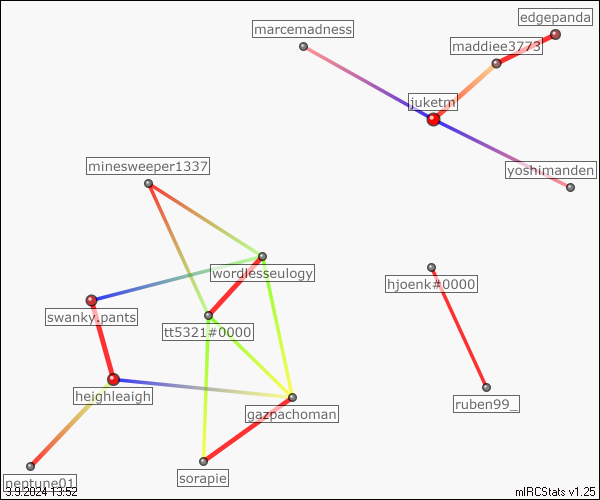 edgepanda
marcemadness
maddiee3773
juketm
minesweeper1337
yoshimanden
wordlesseulogy
hjoenk#0000
swanky.pants
tt5321#0000
heighleaigh
ruben99_
gazpachoman
sorapie
neptune01
3.9.2024 13:52
mIRCStats v1.25